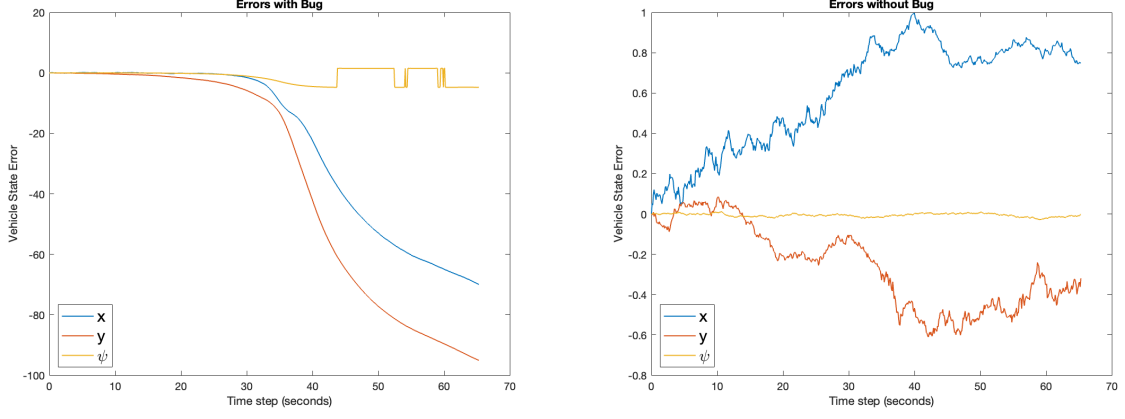 Errors with Bug
20
0
-20
-40
-60
-80
-100
0 10 20 30 40 50 60 70
Vehicle State Error
Time step (seconds)
x
y
ψ
Errors without Bug
1
0.8
0.6
0.4
0.2
0
-0.2
-0.4
-0.6
-0.8
0 10 20 30 40 50 60 70
Vehicle State Error
Time step (seconds)
x
y
ψ